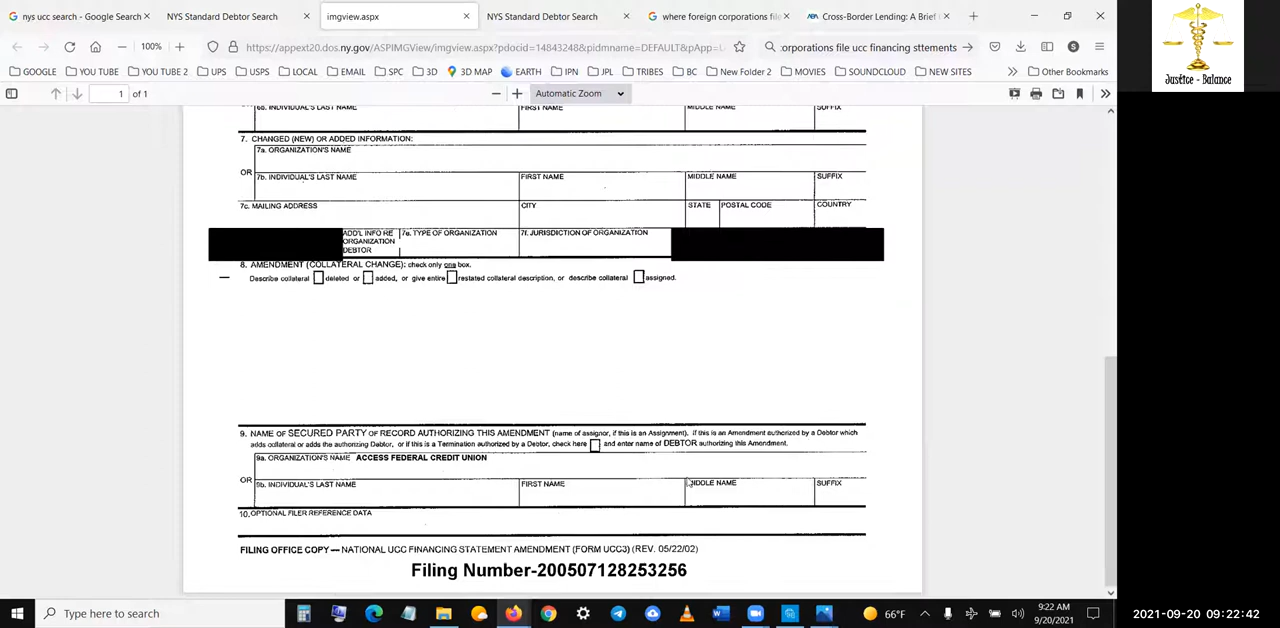 nys ucc search - Google Search
NYS Standard Debtor Search
imgview.aspx
NYS Standard Debtor Search
where foreign corporations fil
Cross-Border Lending: A Brief
100%
https://appext20.dos.ny.gov/ASPIMGView/imgview.aspx?pdocid=14843248&pidmname=DEFAULT&pApp=L
orporations file ucc financing sttements
GOOGLE YOU TUBE YOU TUBE 2 UPS USPS LOCAL EMAIL SPC 3D 3D MAP EARTH IPN JPL TRIBES BC New Folder 2 MOVIES SOUNDCLOUD NEW SITES Other Bookmarks
1 of 1
Automatic Zoom
Justice - Balance
6b. INDIVIDUAL'S LAST NAME FIRST NAME MIDDLE NAME SUFFIX
7. CHANGED (NEW) OR ADDED INFORMATION:
7a. ORGANIZATION'S NAME
OR
7b. INDIVIDUAL'S LAST NAME FIRST NAME MIDDLE NAME SUFFIX
7c. MAILING ADDRESS CITY STATE POSTAL CODE COUNTRY
ADD'L INFO RE 7e. TYPE OF ORGANIZATION 7f. JURISDICTION OF ORGANIZATION
ORGANIZATION
DEBTOR
8. AMENDMENT (COLLATERAL CHANGE): check only one box.
Describe collateral deleted or added, or give entire restated collateral description, or describe collateral assigned.
9. NAME OF SECURED PARTY OF RECORD AUTHORIZING THIS AMENDMENT (name of assignor, if this is an Assignment). If this is an Amendment authorized by a Debtor which
adds collateral or adds the authorizing Debtor, or if this is a Termination authorized by a Debtor, check here and enter name of DEBTOR authorizing this Amendment.
9a. ORGANIZATION'S NAME ACCESS FEDERAL CREDIT UNION
OR
9b. INDIVIDUAL'S LAST NAME FIRST NAME MIDDLE NAME SUFFIX
10. OPTIONAL FILER REFERENCE DATA
FILING OFFICE COPY — NATIONAL UCC FINANCING STATEMENT AMENDMENT (FORM UCC3) (REV. 05/22/02)
Filing Number-200507128253256
Type here to search
66°F
9:22 AM
9/20/2021
2021-09-20 09:22:42